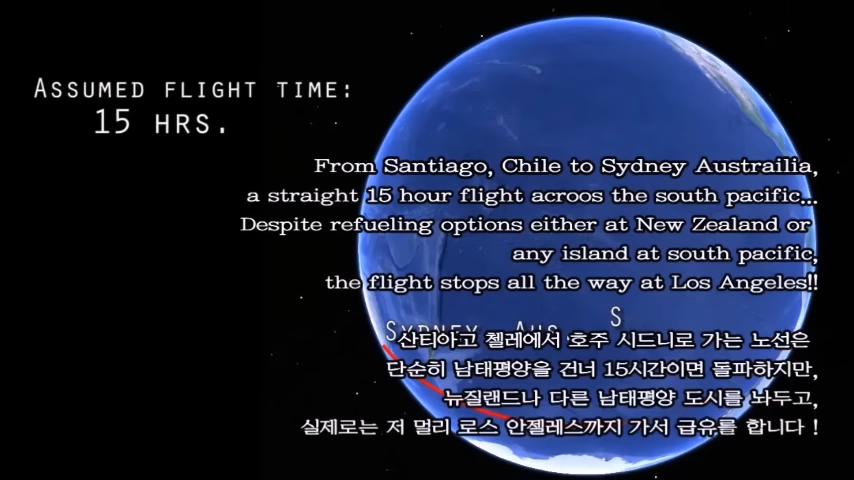 ASSUMED FLIGHT TIME:
15 HRS.
From Santiago, Chile to Sydney Austrailia,
a straight 15 hour flight acroos the south pacific...
Despite refueling options either at New Zealand or
any island at south pacific,
the flight stops all the way at Los Angeles!!
S
SYDNEY, AUS
산티아고 첼레에서 호주 시드니로 가는 노선은
단순히 남태평양을 건너 15시간이면 돌파하지만,
뉴질랜드나 다른 남태평양 도시를 놔두고,
실제로는 저 멀리 로스 안젤레스까지 가서 급유를 합니다 !